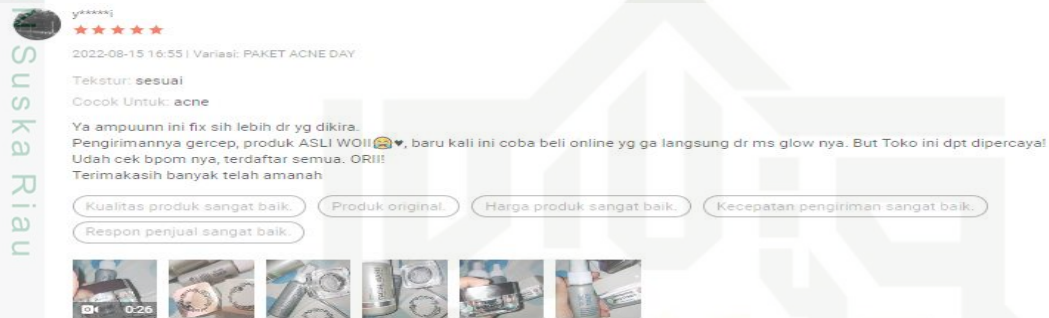 y*****i
2022-08-15 16:55 | Variasi: PAKET ACNE DAY
Tekstur: sesuai
Cocok Untuk: acne
Ya ampuunn ini fix sih lebih dr yg dikira.
Pengirimannya gercep, produk ASLI WOII😭♥, baru kali ini coba beli online yg ga langsung dr ms glow nya. But Toko ini dpt dipercaya!
Udah cek bpom nya, terdaftar semua. ORII!
Terimakasih banyak telah amanah
Kualitas produk sangat baik. Produk original. Harga produk sangat baik. Kecepatan pengiriman sangat baik.
Respon penjual sangat baik.
0:26
Suska Riau